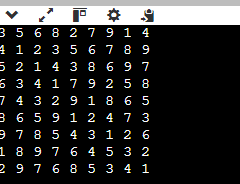 3 5 6 8 2 7 9 1 4
4 1 2 3 5 6 7 8 9
5 2 1 4 3 8 6 9 7
6 3 4 1 7 9 2 5 8
7 4 3 2 9 1 8 6 5
8 6 5 9 1 2 4 7 3
9 7 8 5 4 3 1 2 6
1 8 9 7 6 4 5 3 2
2 9 7 6 8 5 3 4 1